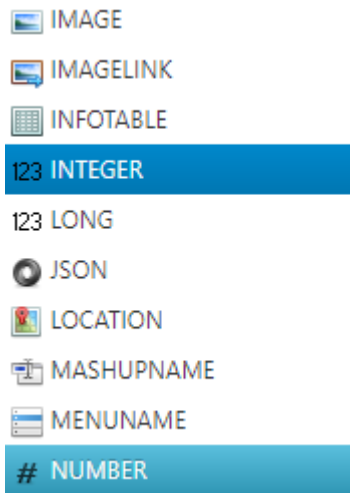 IMAGE
IMAGELINK
INFOTABLE
123 INTEGER
123 LONG
JSON
LOCATION
MASHUPNAME
MENUNAME
# NUMBER